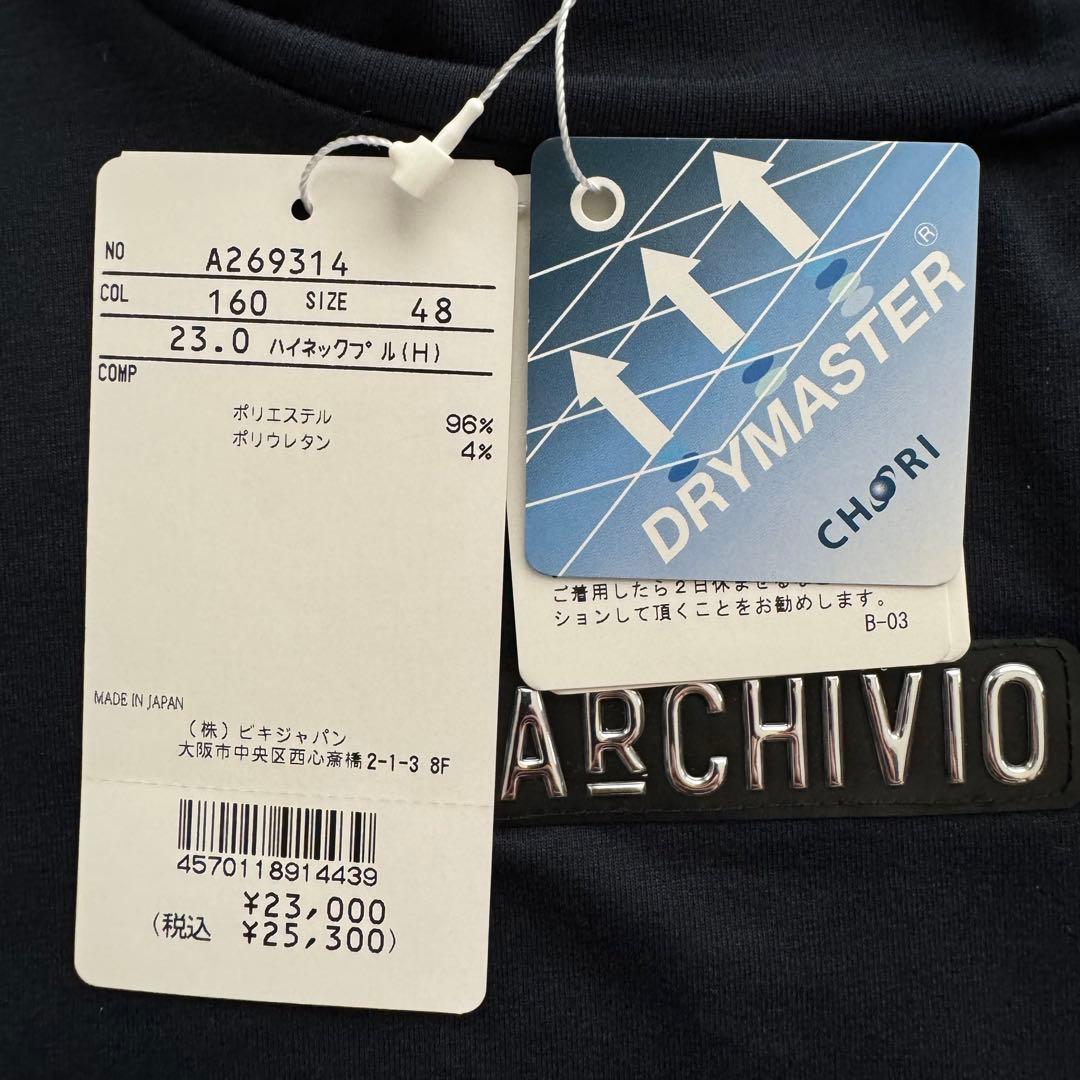 NO A269314
COL 160 SIZE 48
23.0 ハイネックプル(H)
COMP
ポリエステル 96%
ポリウレタン 4%
MADE IN JAPAN
(株)ビキジャパン
大阪市中央区西心斎橋2-1-3 8F
4570118914439
¥23,000
(税込 ¥25,300)
DRYMASTER®
CHORI
ご着用したら2日休ませる
ションして頂くことをお勧めします。
B-03
ARCHIVIO